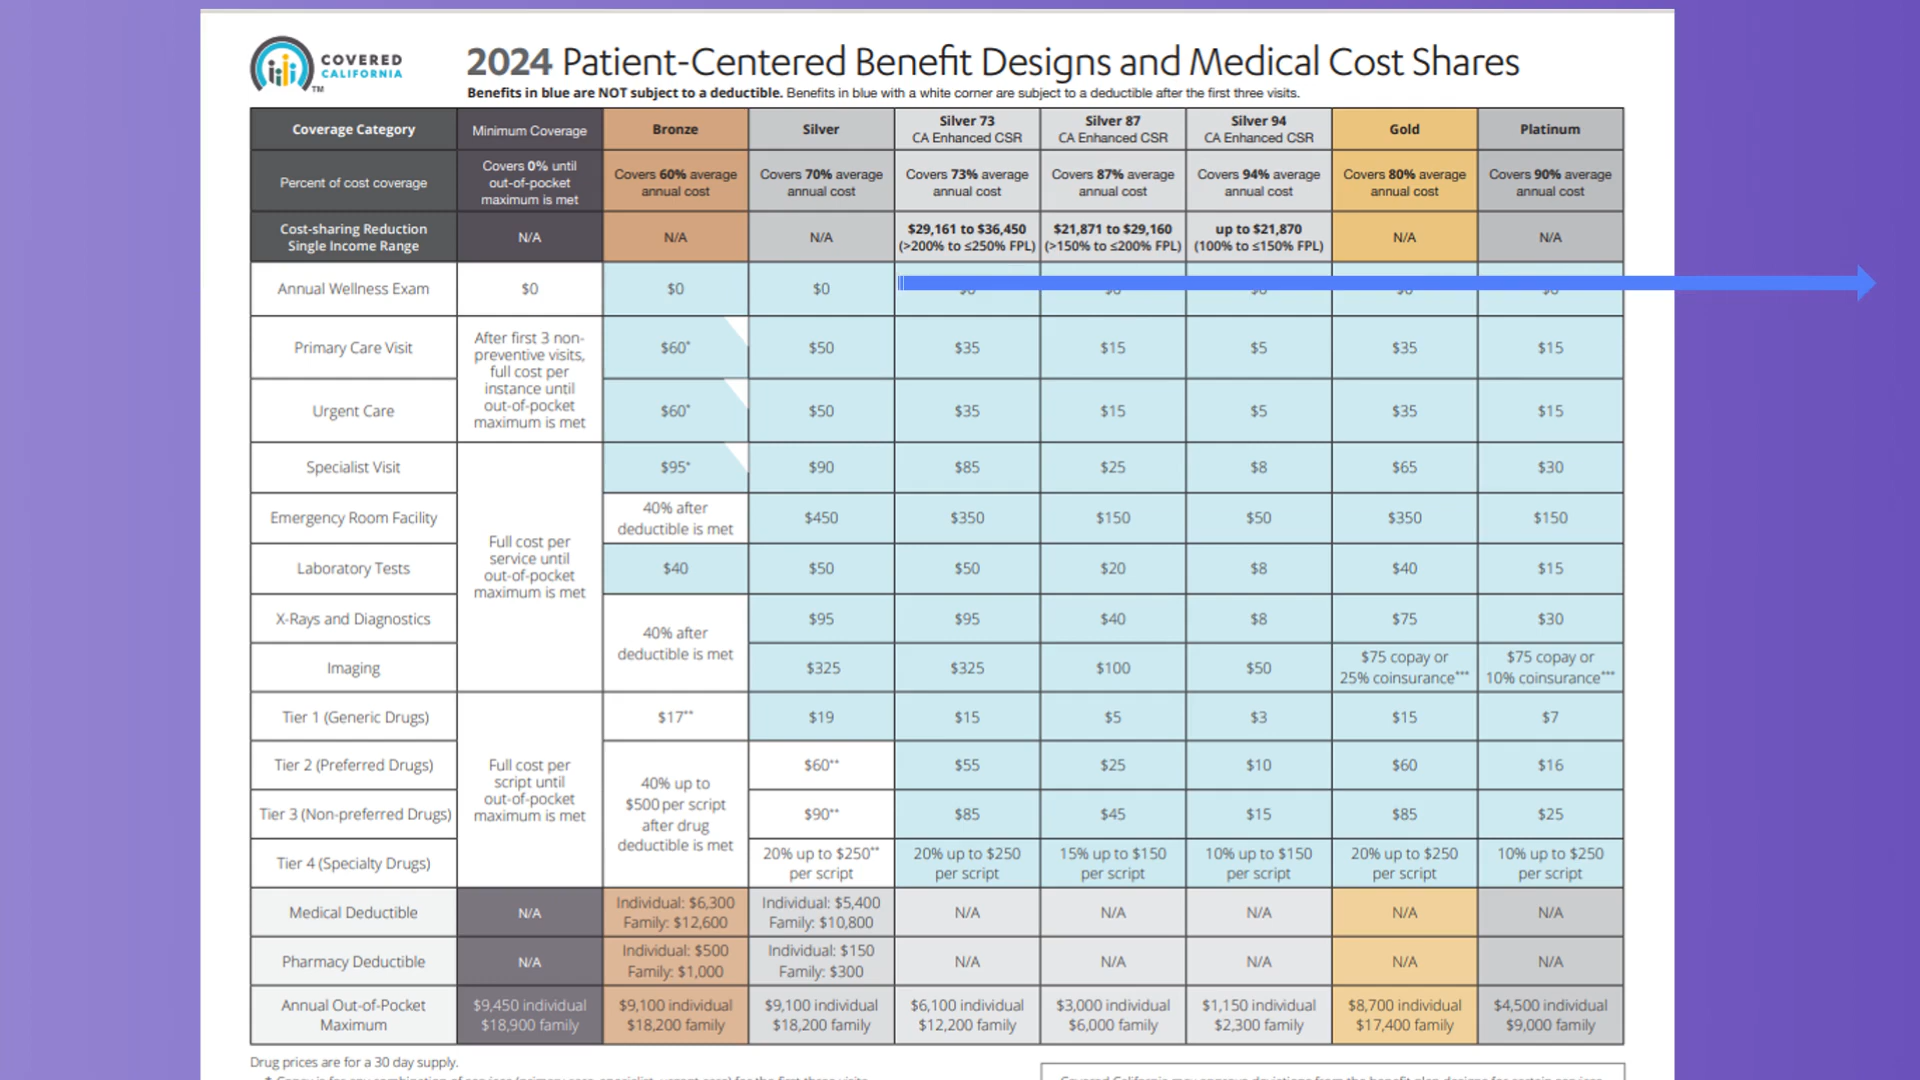 COVERED
CALIFORNIA
TM
2024 Patient-Centered Benefit Designs and Medical Cost Shares
Benefits in blue are NOT subject to a deductible. Benefits in blue with a white corner are subject to a deductible after the first three visits.
Coverage Category
Minimum Coverage
Bronze
Silver
Silver 73
CA Enhanced CSR
Silver 87
CA Enhanced CSR
Silver 94
CA Enhanced CSR
Gold
Platinum
Percent of cost coverage
Covers 0% until
out-of-pocket
maximum is met
Covers 60% average
annual cost
Covers 70% average
annual cost
Covers 73% average
annual cost
Covers 87% average
annual cost
Covers 94% average
annual cost
Covers 80% average
annual cost
Covers 90% average
annual cost
Cost-sharing Reduction
Single Income Range
N/A
N/A
N/A
$29,161 to $36,450
(>200% to ≤250% FPL)
$21,871 to $29,160
(>150% to ≤200% FPL)
up to $21,870
(100% to ≤150% FPL)
N/A
N/A
Annual Wellness Exam
$0
$0
$0
Primary Care Visit
After first 3 non-
preventive visits,
full cost per
instance until
out-of-pocket
maximum is met
$60*
$50
$35
$15
$5
$35
$15
Urgent Care
$60*
$50
$35
$15
$5
$35
$15
Specialist Visit
Full cost per
service until
out-of-pocket
maximum is met
$95*
$90
$85
$25
$8
$65
$30
Emergency Room Facility
40% after
deductible is met
$450
$350
$150
$50
$350
$150
Laboratory Tests
$40
$50
$50
$20
$8
$40
$15
X-Rays and Diagnostics
40% after
deductible is met
$95
$95
$40
$8
$75
$30
Imaging
$325
$325
$100
$50
$75 copay or
25% coinsurance***
$75 copay or
10% coinsurance***
Tier 1 (Generic Drugs)
Full cost per
script until
out-of-pocket
maximum is met
$17**
$19
$15
$5
$3
$15
$7
Tier 2 (Preferred Drugs)
40% up to
$500 per script
after drug
deductible is met
$60**
$55
$25
$10
$60
$16
Tier 3 (Non-preferred Drugs)
$90**
$85
$45
$15
$85
$25
Tier 4 (Specialty Drugs)
20% up to $250**
per script
20% up to $250
per script
15% up to $150
per script
10% up to $150
per script
20% up to $250
per script
10% up to $250
per script
Medical Deductible
N/A
Individual: $6,300
Family: $12,600
Individual: $5,400
Family: $10,800
N/A
N/A
N/A
N/A
N/A
Pharmacy Deductible
N/A
Individual: $500
Family: $1,000
Individual: $150
Family: $300
N/A
N/A
N/A
N/A
N/A
Annual Out-of-Pocket
Maximum
$9,450 individual
$18,900 family
$9,100 individual
$18,200 family
$9,100 individual
$18,200 family
$6,100 individual
$12,200 family
$3,000 individual
$6,000 family
$1,150 individual
$2,300 family
$8,700 individual
$17,400 family
$4,500 individual
$9,000 family
Drug prices are for a 30 day supply.